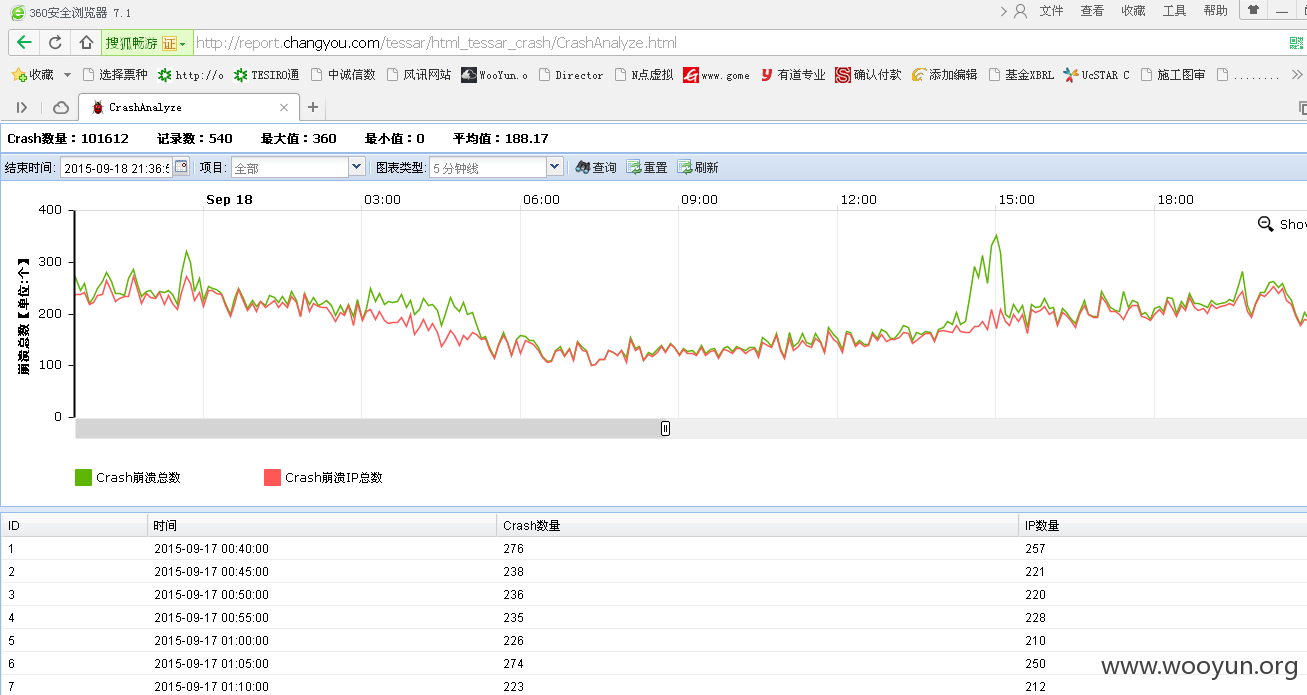 360安全浏览器 7.1
文件 查看 收藏 工具 帮助
搜狐畅游 证 http://report.changyou.com/tessar/html_tessar_crash/CrashAnalyze.html
收藏 选择票种 http://o TESIRO通 中诚信数 风讯网站 WooYun.o Director N点虚拟 www.gome 有道专业 确认付款 添加编辑 基金XBRL UcSTAR C 施工图审 ........
CrashAnalyze
Crash数量：101612 记录数：540 最大值：360 最小值：0 平均值：188.17
结束时间: 2015-09-18 21:36: 项目: 全部 图表类型: 5分钟线 查询 重置 刷新
Sep 18 03:00 06:00 09:00 12:00 15:00 18:00
400
Show
300
200
100
0
崩溃总数【单位:个】
Crash崩溃总数 Crash崩溃IP总数
ID 时间 Crash数量 IP数量
1 2015-09-17 00:40:00 276 257
2 2015-09-17 00:45:00 238 221
3 2015-09-17 00:50:00 236 220
4 2015-09-17 00:55:00 235 228
5 2015-09-17 01:00:00 226 210
6 2015-09-17 01:05:00 274 250
7 2015-09-17 01:10:00 223 212
www.wooyun.org